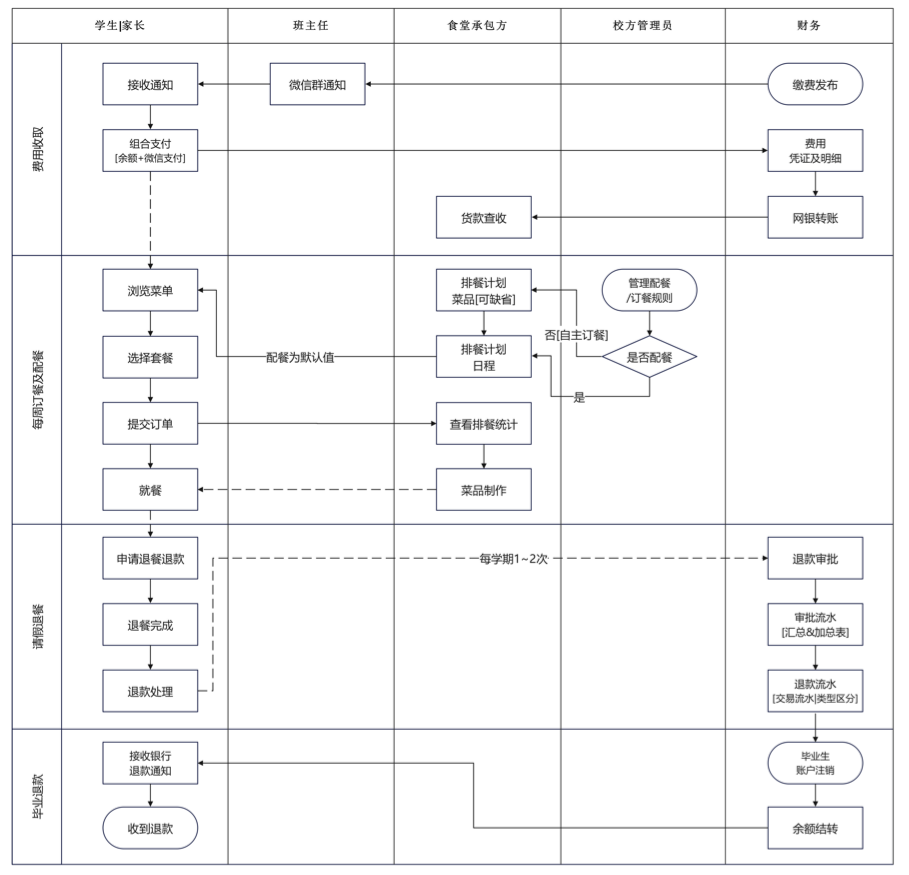 学生|家长
班主任
食堂承包方
校方管理员
财务
费用收取
接收通知
微信群通知
缴费发布
组合支付
[余额+微信支付]
费用
凭证及明细
货款查收
网银转账
每周订餐及配餐
浏览菜单
排餐计划
菜品[可缺省]
管理配餐
/订餐规则
否[自主订餐]
选择套餐
配餐为默认值
排餐计划
日程
是否配餐
是
提交订单
查看排餐统计
就餐
菜品制作
请假退餐
申请退餐退款
每学期1~2次
退款审批
退餐完成
审批流水
[汇总&加总表]
退款处理
退款流水
[交易流水|类型区分]
毕业退款
接收银行
退款通知
毕业生
账户注销
收到退款
余额结转